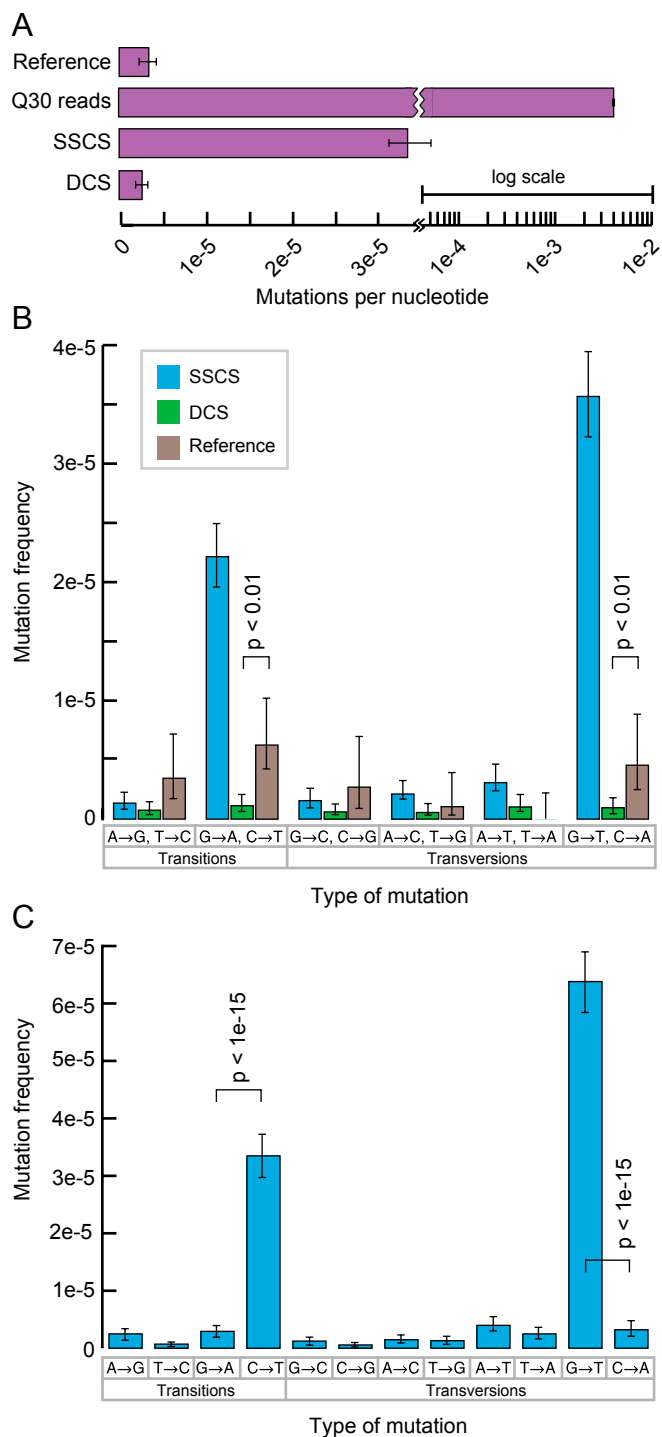 A
Reference
Q30 reads
SSCS
DCS
log scale
0 1e-5 2e-5 3e-5 1e-4 1e-3 1e-2
Mutations per nucleotide
B
Mutation frequency
4e-5
3e-5
2e-5
1e-5
0
SSCS
DCS
Reference
p < 0.01
p < 0.01
A→G, T→C G→A, C→T G→C, C→G A→C, T→G A→T, T→A G→T, C→A
Transitions Transversions
Type of mutation
C
Mutation frequency
7e-5
6e-5
5e-5
4e-5
3e-5
2e-5
1e-5
0
p < 1e-15
p < 1e-15
A→G T→C G→A C→T G→C C→G A→C T→G A→T T→A G→T C→A
Transitions Transversions
Type of mutation